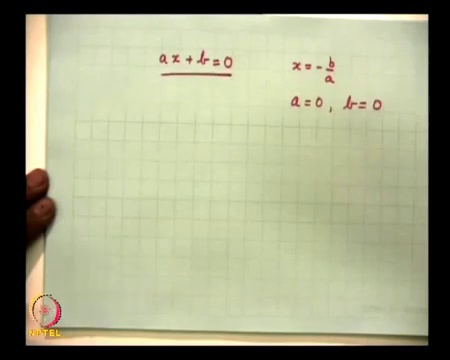 ax + b = 0
x = - b/a
a = 0, b = 0
NPTEL